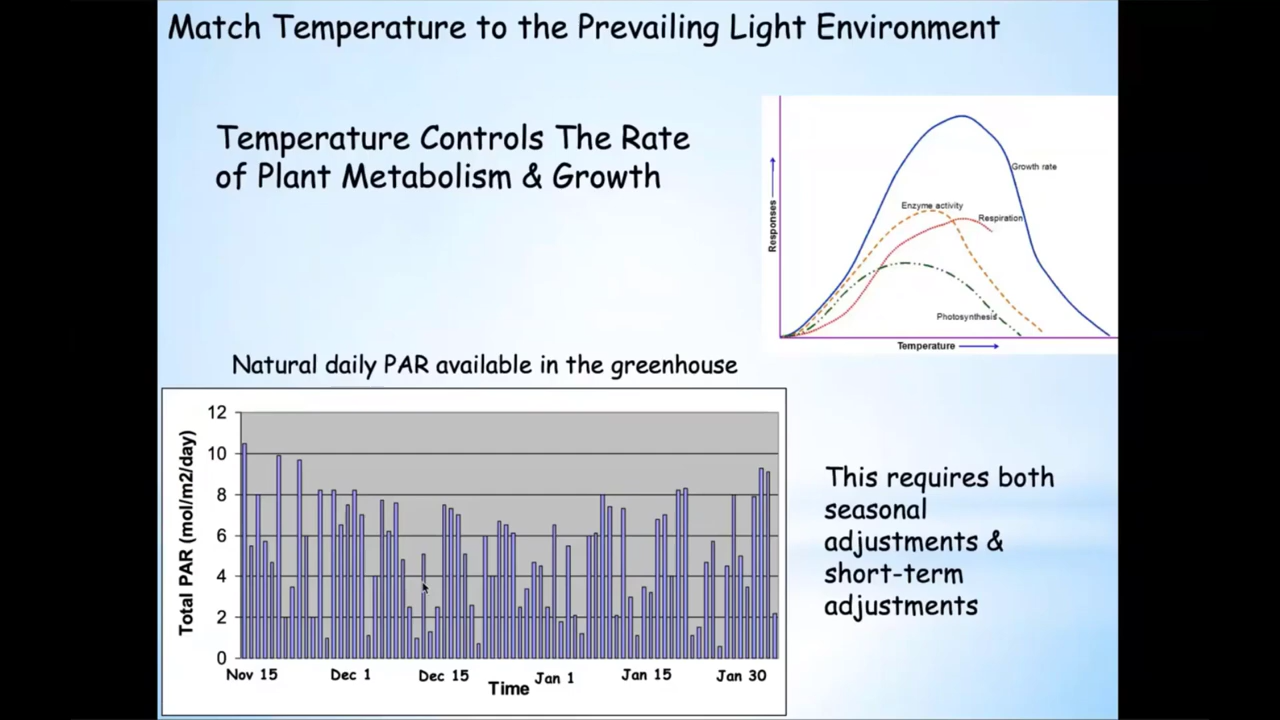 Match Temperature to the Prevailing Light Environment
Temperature Controls The Rate
of Plant Metabolism & Growth
Responses
Growth rate
Enzyme activity
Respiration
Photosynthesis
Temperature
Natural daily PAR available in the greenhouse
Total PAR (mol/m2/day)
12
10
8
6
4
2
0
Nov 15 Dec 1 Dec 15 Jan 1 Jan 15 Jan 30
Time
This requires both
seasonal
adjustments &
short-term
adjustments